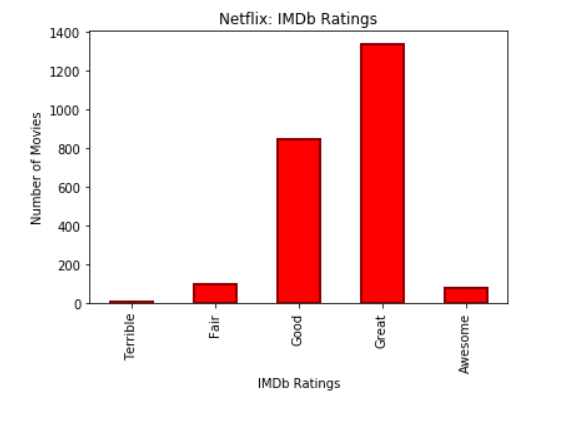 Netflix: IMDb Ratings
1400
1200
1000
800
600
400
200
0
Number of Movies
Terrible
Fair
Good
Great
Awesome
IMDb Ratings